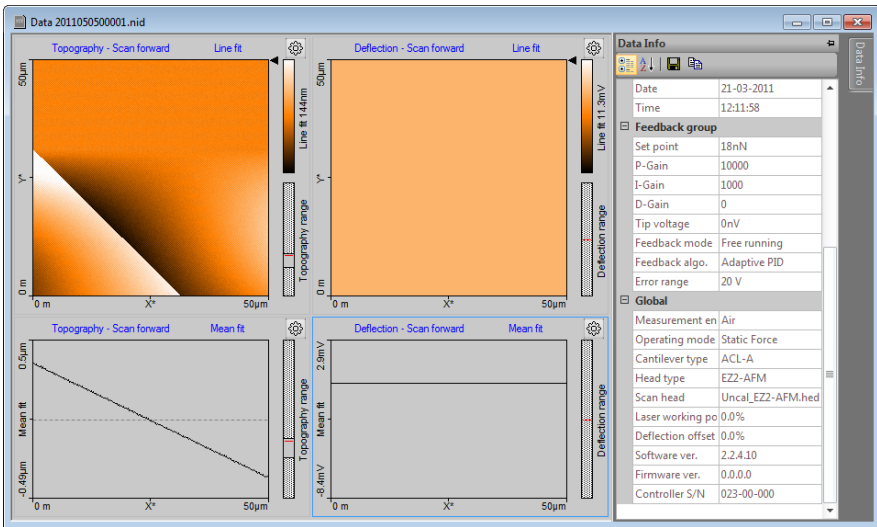 Data 2011050500001.nid
Topography - Scan forward Line fit
50µm
Y*
0 m
0 m X* 50µm
Line fit 144nm
Topography range
Deflection - Scan forward Line fit
50µm
Y*
0 m
0 m X* 50µm
Line fit 11.3mV
Deflection range
Topography - Scan forward Mean fit
0.5µm
Mean fit
-0.49µm
0 m X* 50µm
Topography range
Deflection - Scan forward Mean fit
2.9mV
Mean fit
-8.4mV
0 m X* 50µm
Deflection range
Data Info
Data Info
Date 21-03-2011
Time 12:11:58
Feedback group
Set point 18nN
P-Gain 10000
I-Gain 1000
D-Gain 0
Tip voltage 0nV
Feedback mode Free running
Feedback algo. Adaptive PID
Error range 20 V
Global
Measurement en Air
Operating mode Static Force
Cantilever type ACL-A
Head type EZ2-AFM
Scan head Uncal_EZ2-AFM.hed
Laser working po 0.0%
Deflection offset 0.0%
Software ver. 2.2.4.10
Firmware ver. 0.0.0.0
Controller S/N 023-00-000